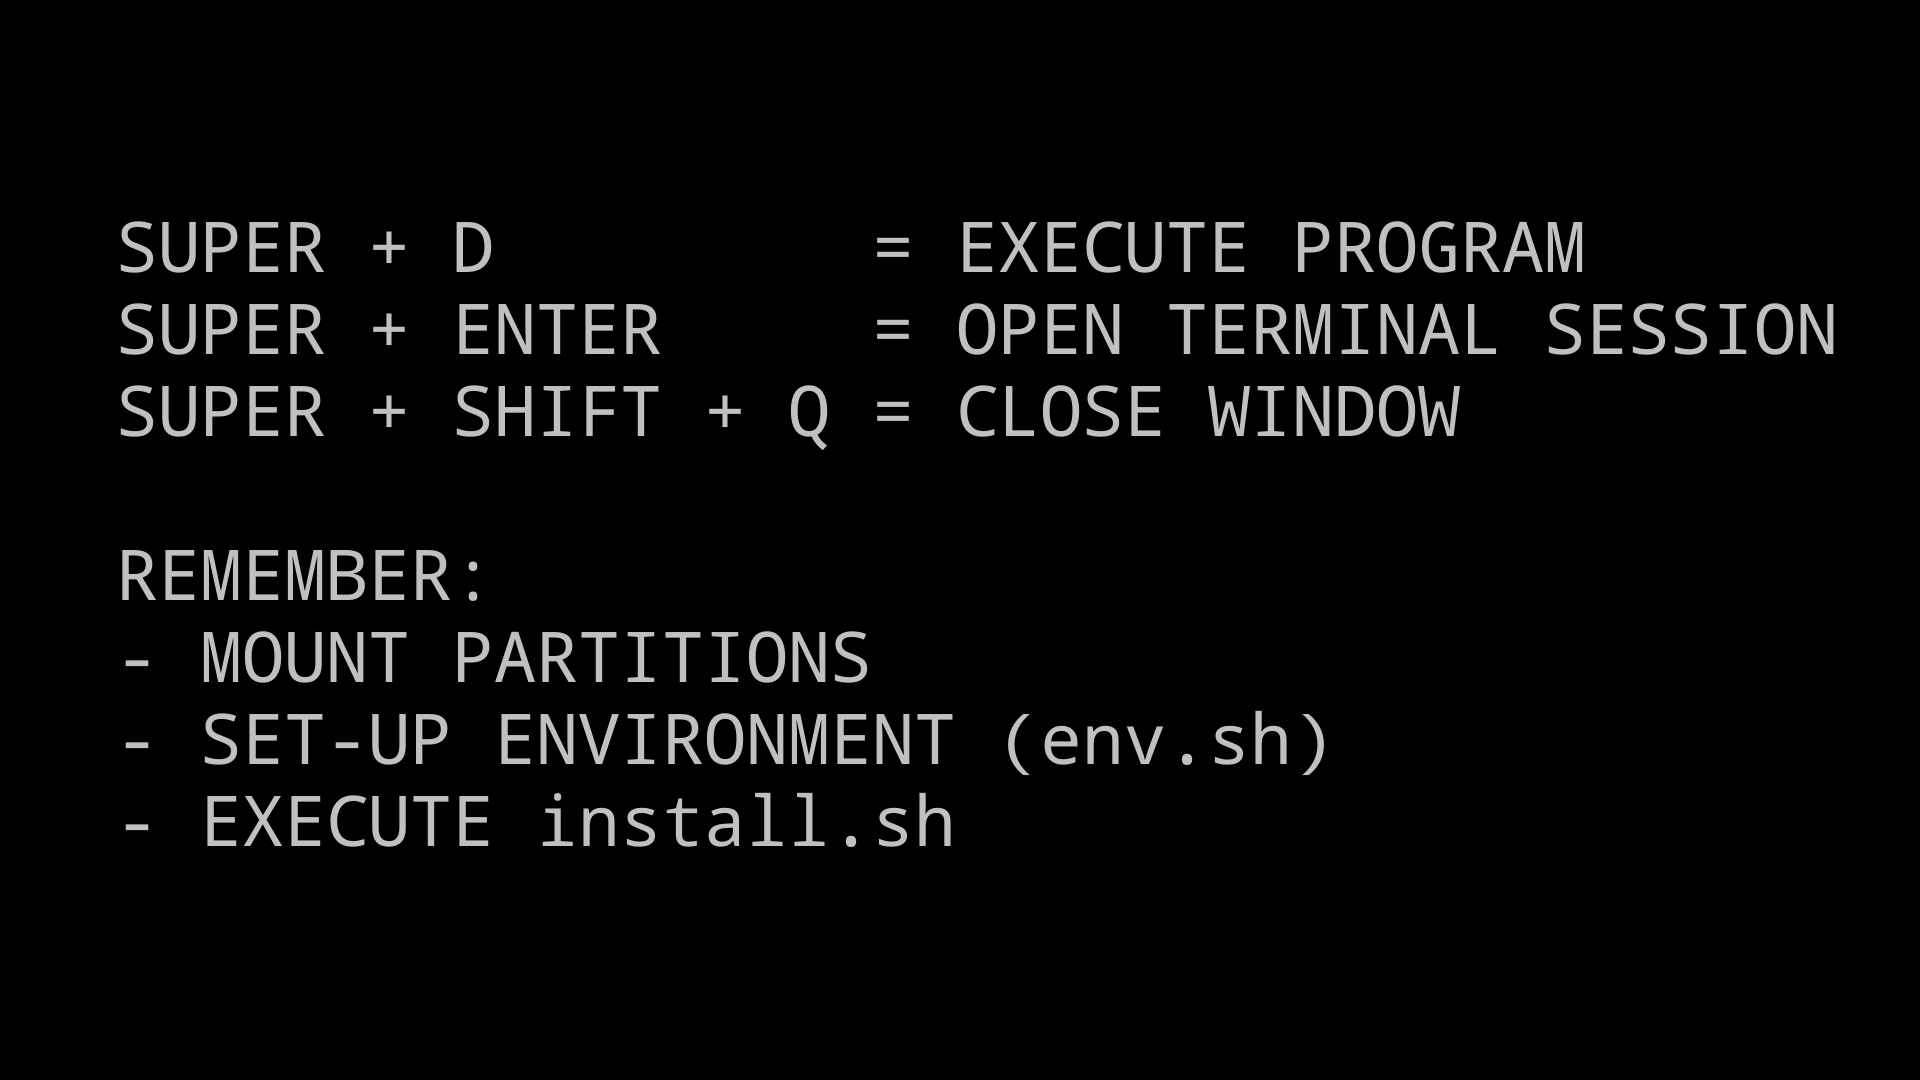 SUPER + D         = EXECUTE PROGRAM
SUPER + ENTER     = OPEN TERMINAL SESSION
SUPER + SHIFT + Q = CLOSE WINDOW
REMEMBER:
- MOUNT PARTITIONS
- SET-UP ENVIRONMENT (env.sh)
- EXECUTE install.sh